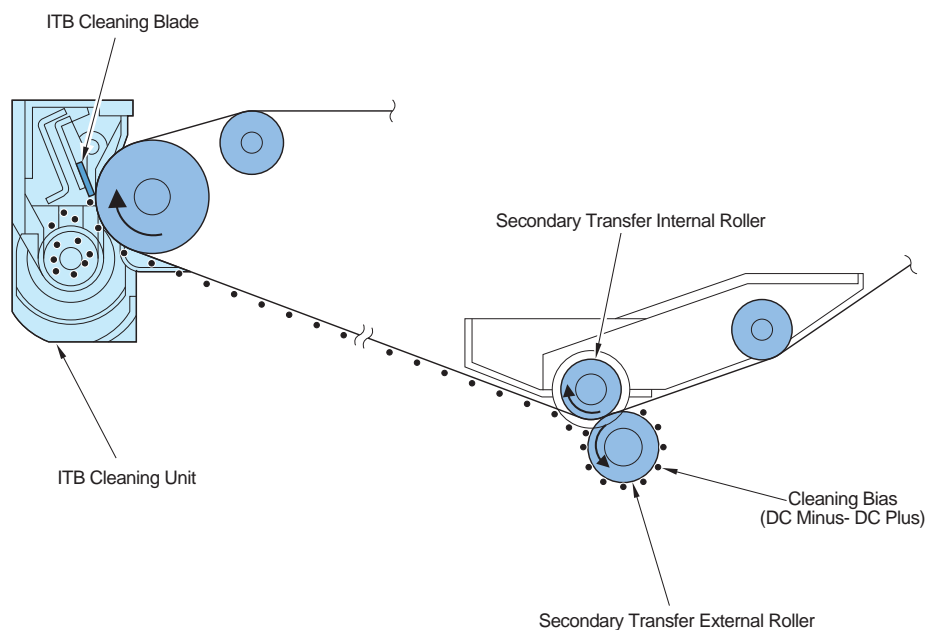 ITB Cleaning Blade
Secondary Transfer Internal Roller
ITB Cleaning Unit
Cleaning Bias
(DC Minus- DC Plus)
Secondary Transfer External Roller